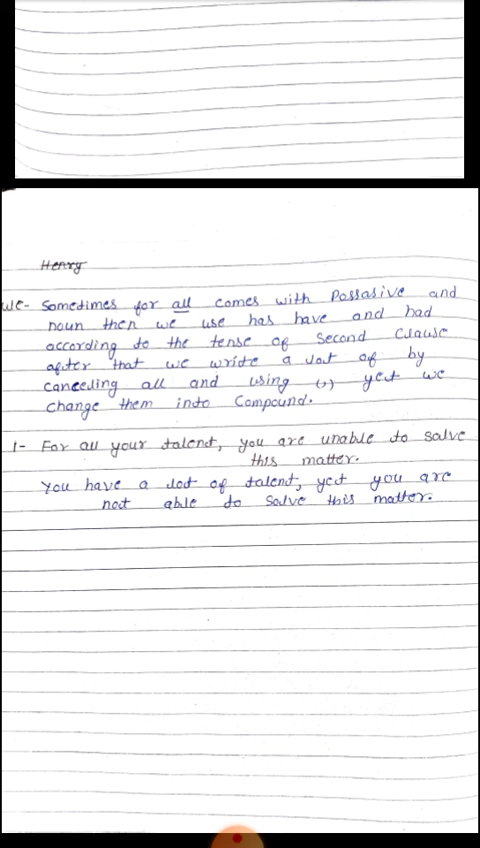 Henry
ule- Sometimes for all comes with Possasive and
noun then we use has have and had
according to the tense of Second Clause
after that we write a lot of by
canceling all and using (,) yet we
change them into Compound.
1- For all your talent, you are unable to solve
this matter.
You have a lot of talent, yet you are
not able to solve this matter.